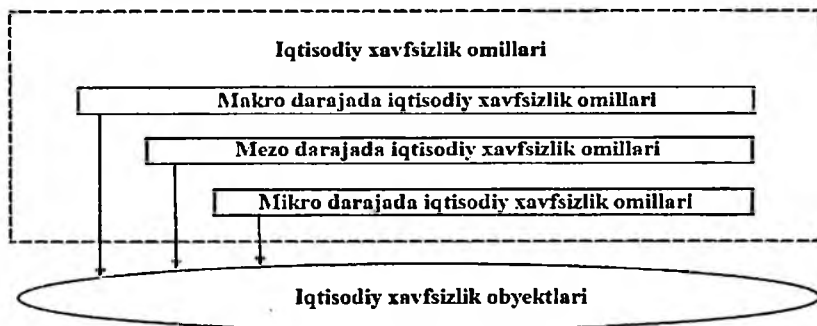 Iqtisodiy xavfsizlik omillari
Makro darajada iqtisodiy xavfsizlik omillari
Mezo darajada iqtisodiy xavfsizlik omillari
Mikro darajada iqtisodiy xavfsizlik omillari
Iqtisodiy xavfsizlik obyektlari